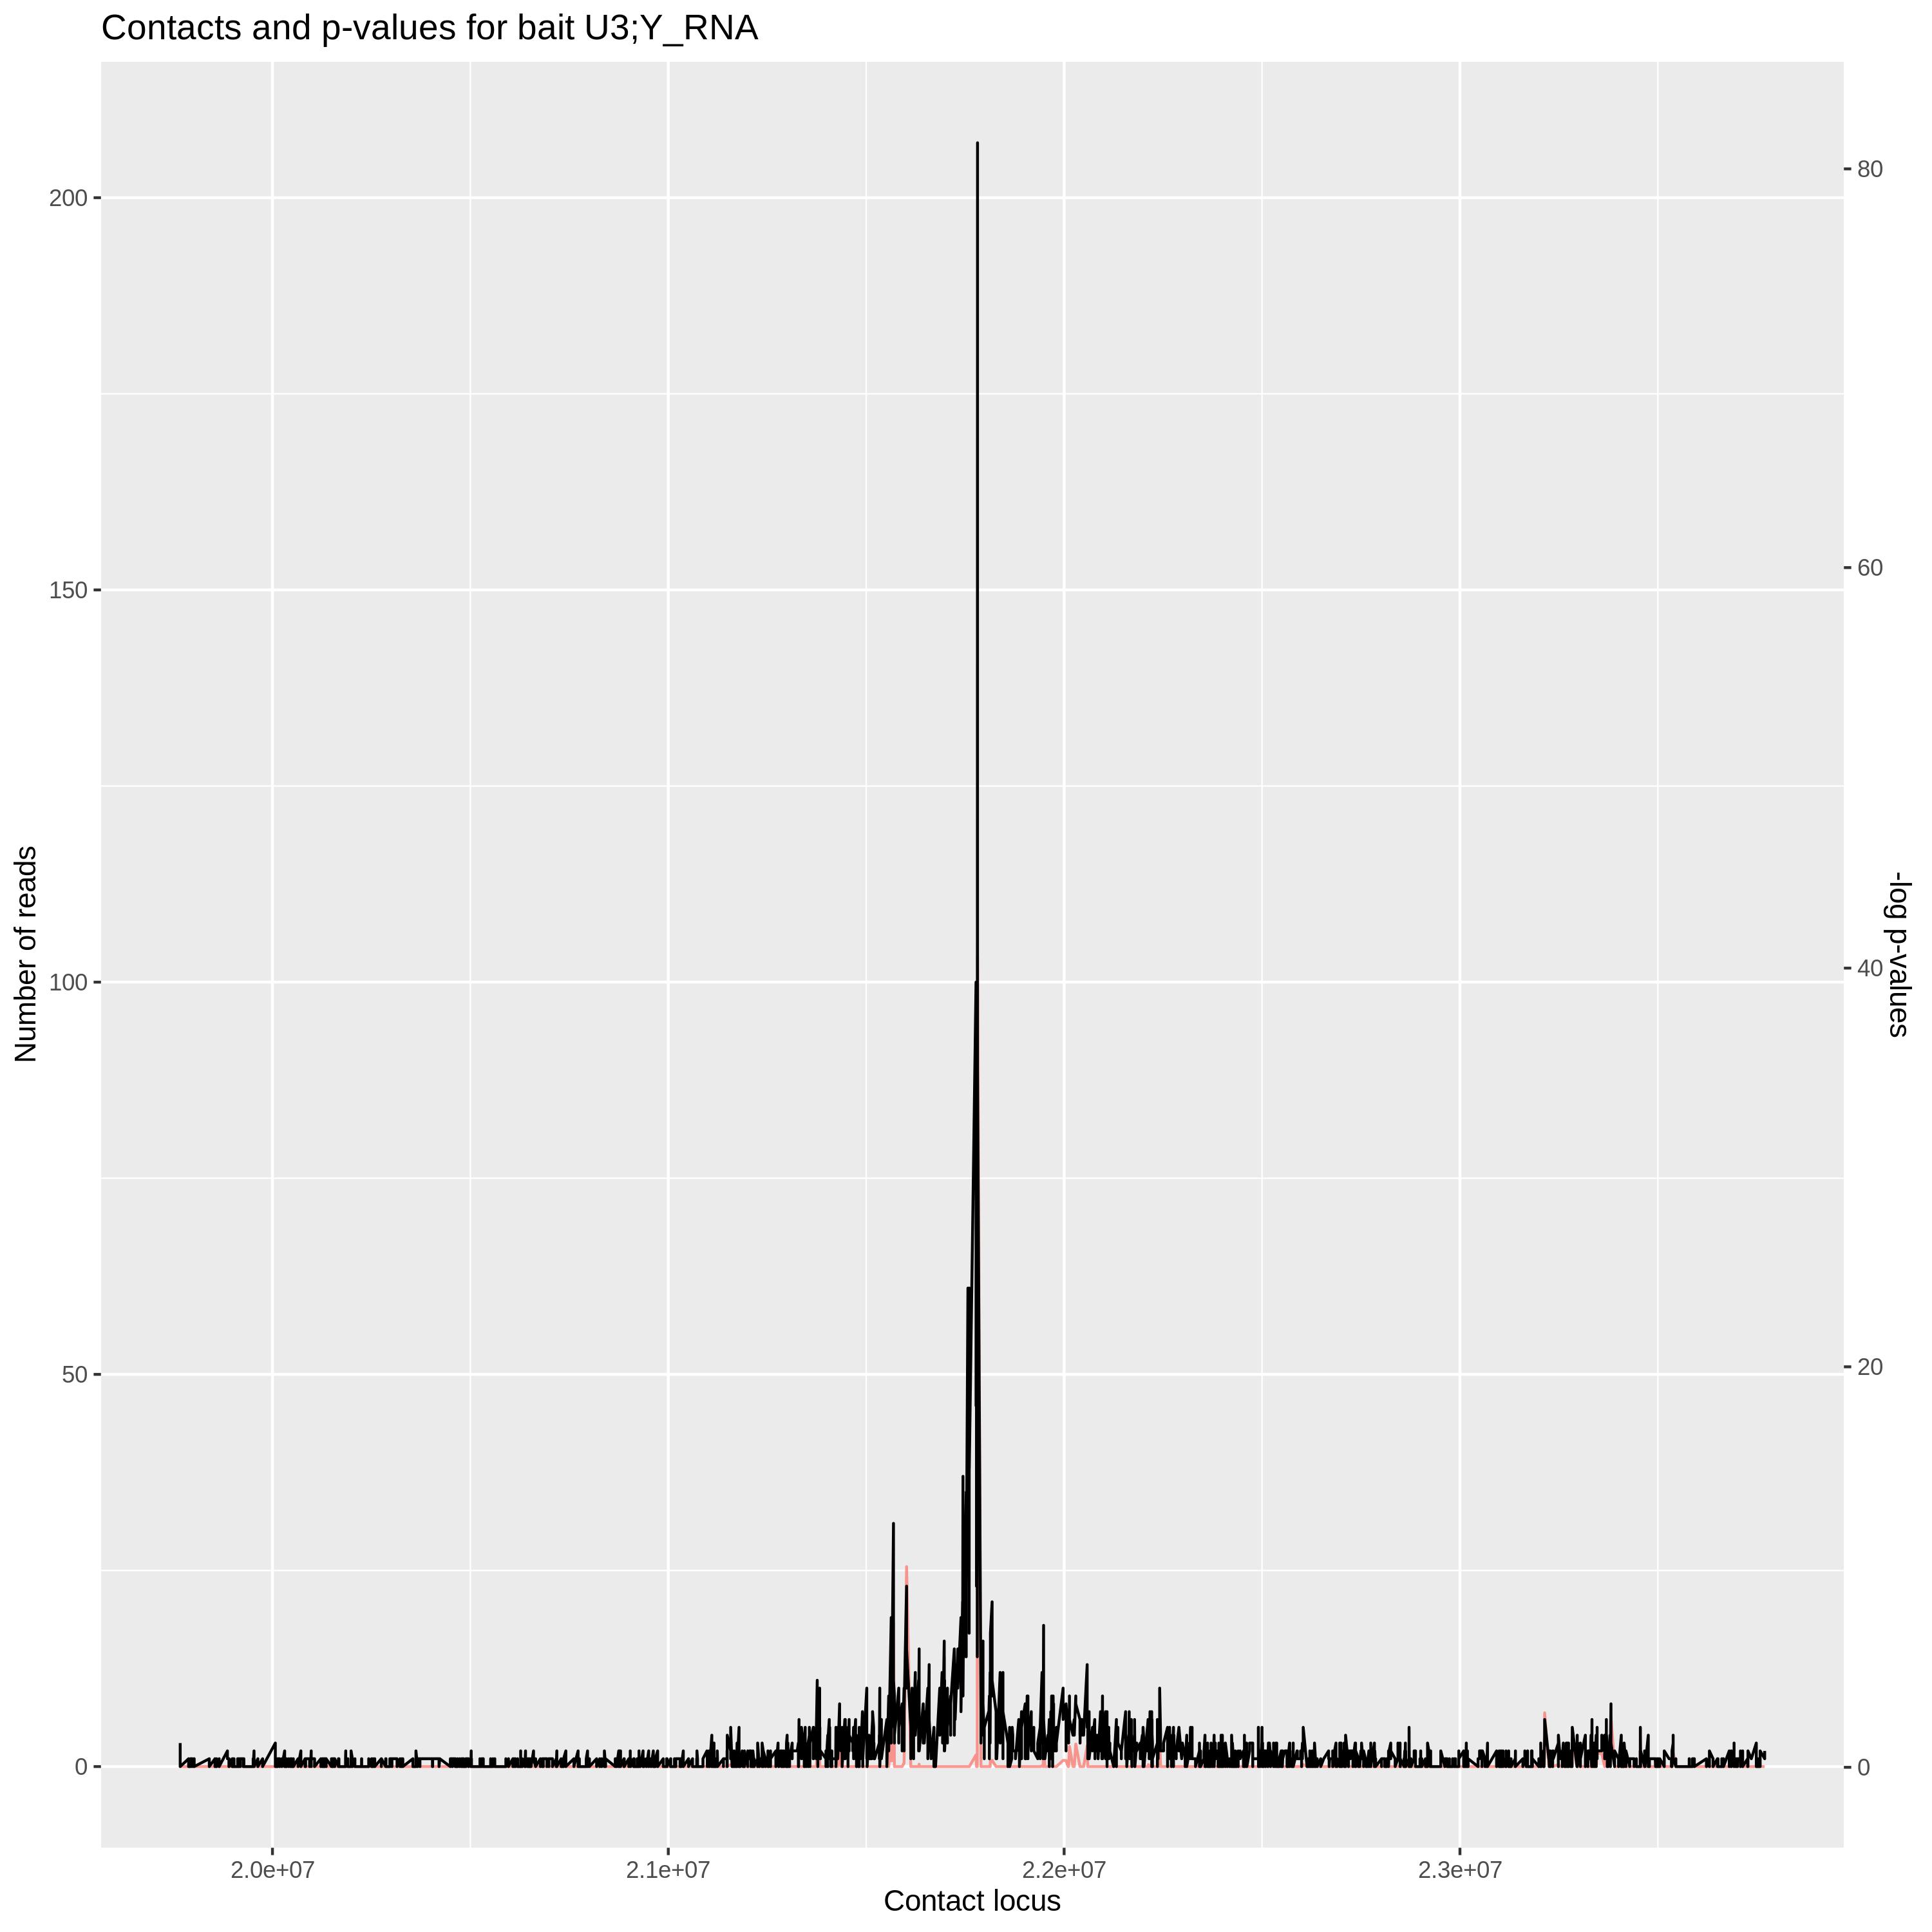 Contacts and p-values for bait U3;Y_RNA
200
150
100
50
0
Number of reads
80
60
40
20
0
-log p-values
2.0e+07
2.1e+07
2.2e+07
2.3e+07
Contact locus